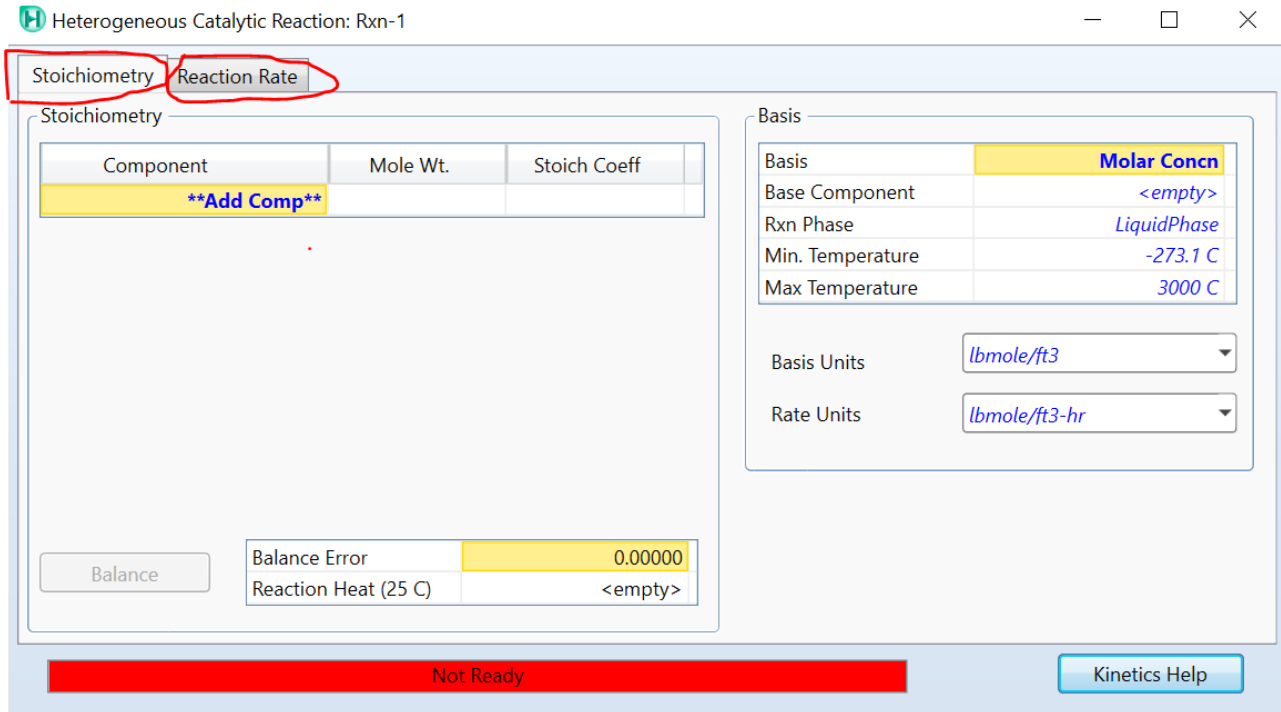 Heterogeneous Catalytic Reaction: Rxn-1
Stoichiometry Reaction Rate
Stoichiometry
Component Mole Wt. Stoich Coeff
**Add Comp**
Balance
Balance Error 0.00000
Reaction Heat (25 C) <empty>
Basis
Basis Molar Concn
Base Component <empty>
Rxn Phase LiquidPhase
Min. Temperature -273.1 C
Max Temperature 3000 C
Basis Units lbmole/ft3
Rate Units lbmole/ft3-hr
Not Ready
Kinetics Help